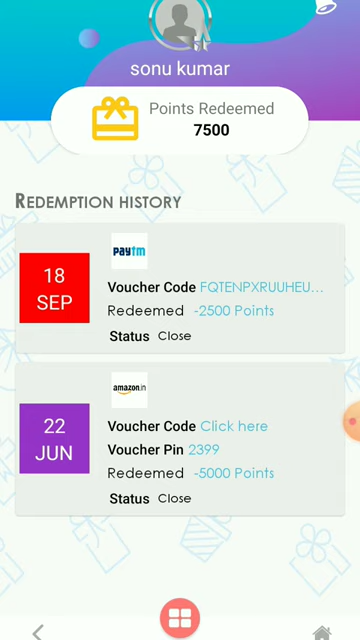 sonu kumar
Points Redeemed
7500
REDEMPTION HISTORY
18
SEP
paytm
Voucher Code FQTENPXRUUHEU...
Redeemed -2500 Points
Status Close
22
JUN
amazon.in
Voucher Code Click here
Voucher Pin 2399
Redeemed -5000 Points
Status Close